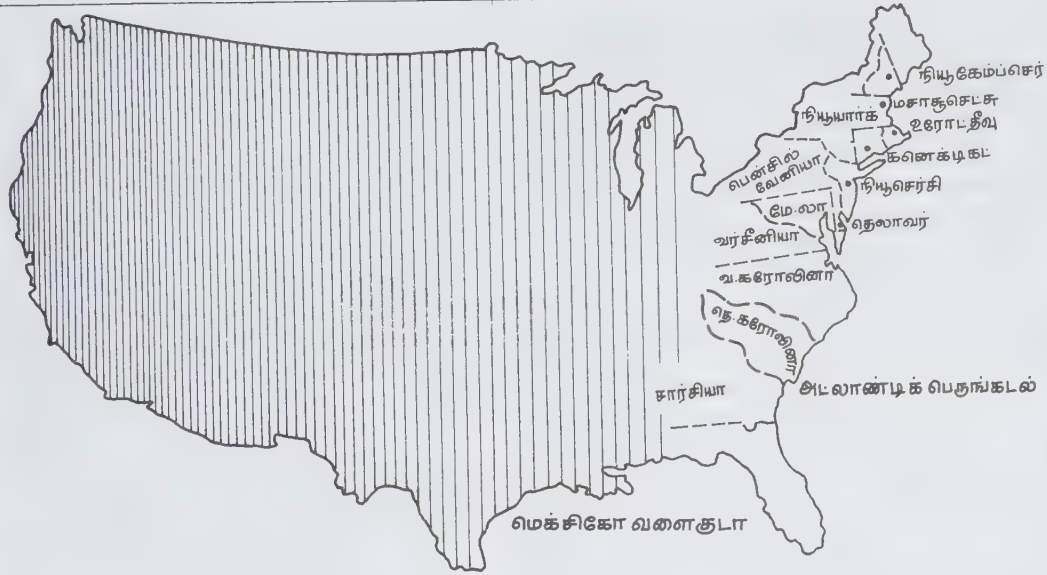 நியூகேம்ப்செர்
மசாசூசெட்சு
நியூயார்க்
உரோட்தீவு
கனெக்டிகட்
பென்சில்
வேனியா
நியூசெர்சி
மே.லா
தெலாவர்
வர்சீனியா
வ.கரோலினா
தெ.கரோலினா
சார்சியா
அட்லாண்டிக் பெருங்கடல்
மெக்சிகோ வளைகுடா